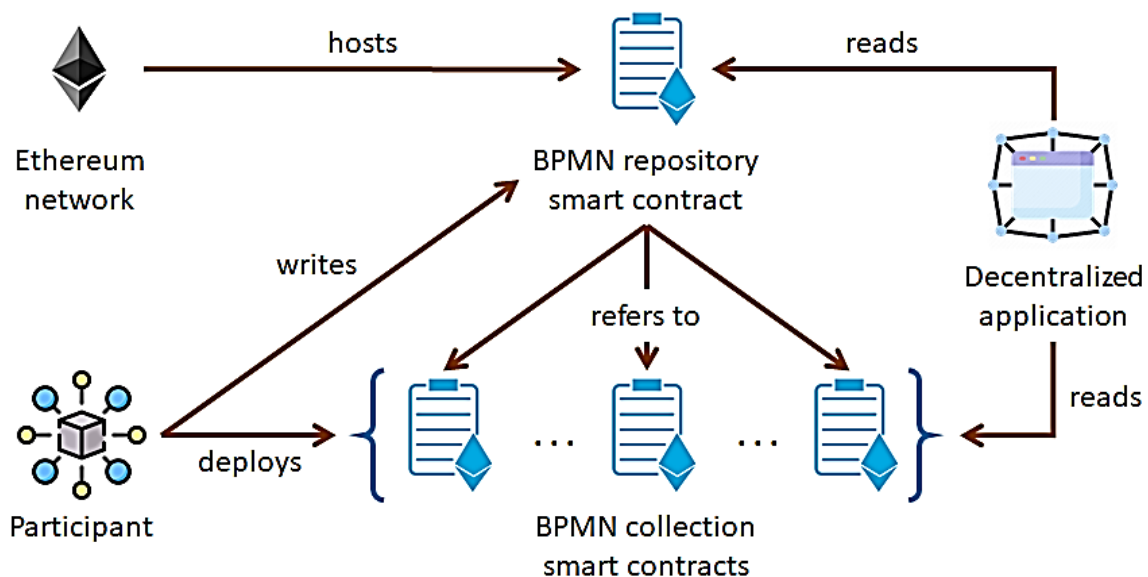 hosts
reads
Ethereum
network
BPMN repository
smart contract
writes
Decentralized
application
refers to
reads
... ...
deploys
Participant
BPMN collection
smart contracts